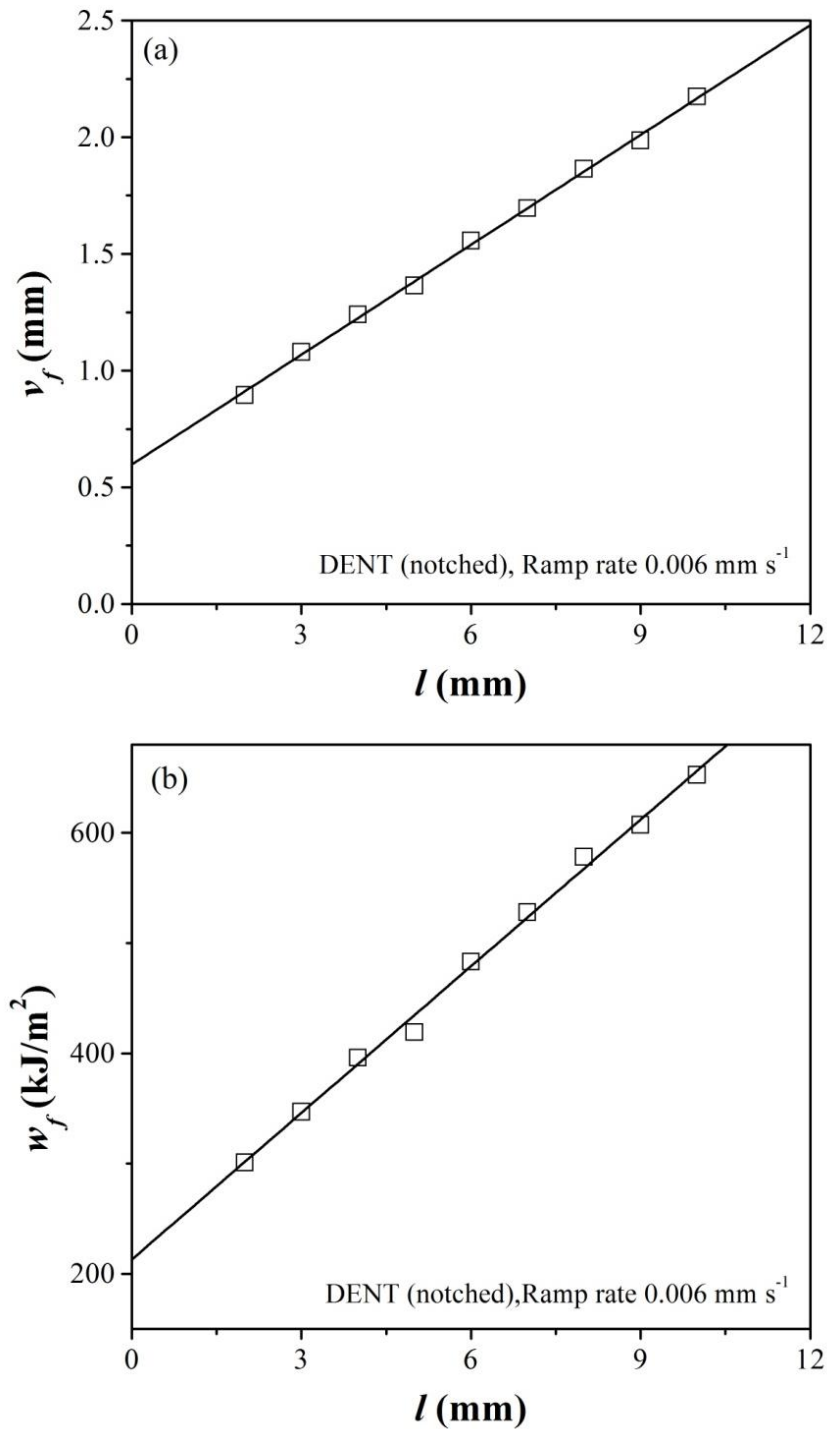 (a)
2.5
2.0
1.5
1.0
0.5
0.0
v_f (mm)
DENT (notched), Ramp rate 0.006 mm s⁻¹
0 3 6 9 12
l (mm)
(b)
600
400
200
w_f (kJ/m²)
DENT (notched),Ramp rate 0.006 mm s⁻¹
0 3 6 9 12
l (mm)